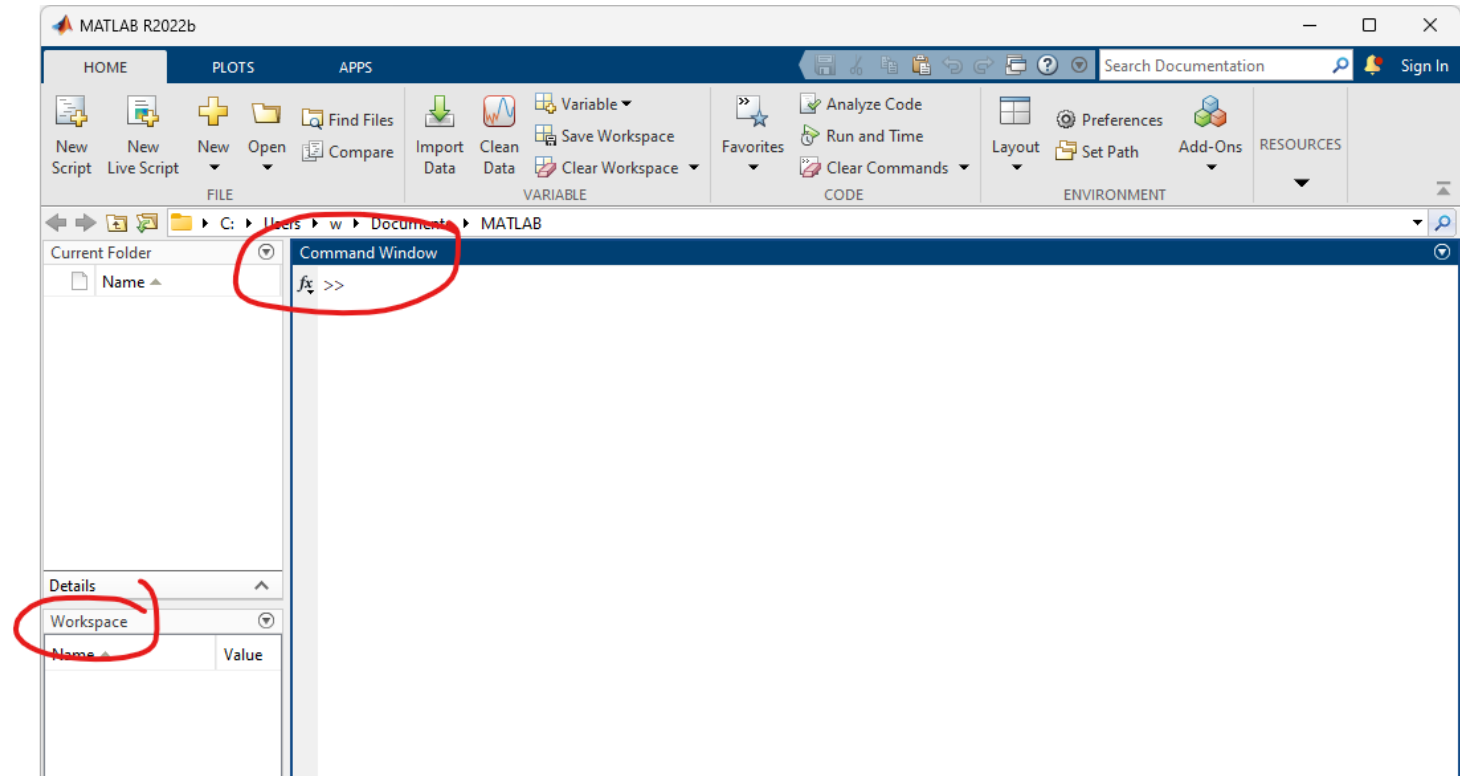 MATLAB R2022b
HOME PLOTS APPS Search Documentation Sign In
New Script
New Live Script
New
Open
Find Files
Compare
FILE
Import Data
Clean Data
Variable
Save Workspace
Clear Workspace
VARIABLE
Favorites
Analyze Code
Run and Time
Clear Commands
CODE
Layout
Preferences
Set Path
Add-Ons
ENVIRONMENT
RESOURCES
C: Users w Documents MATLAB
Current Folder
Name
Command Window
fx >>
Details
Workspace
Name Value